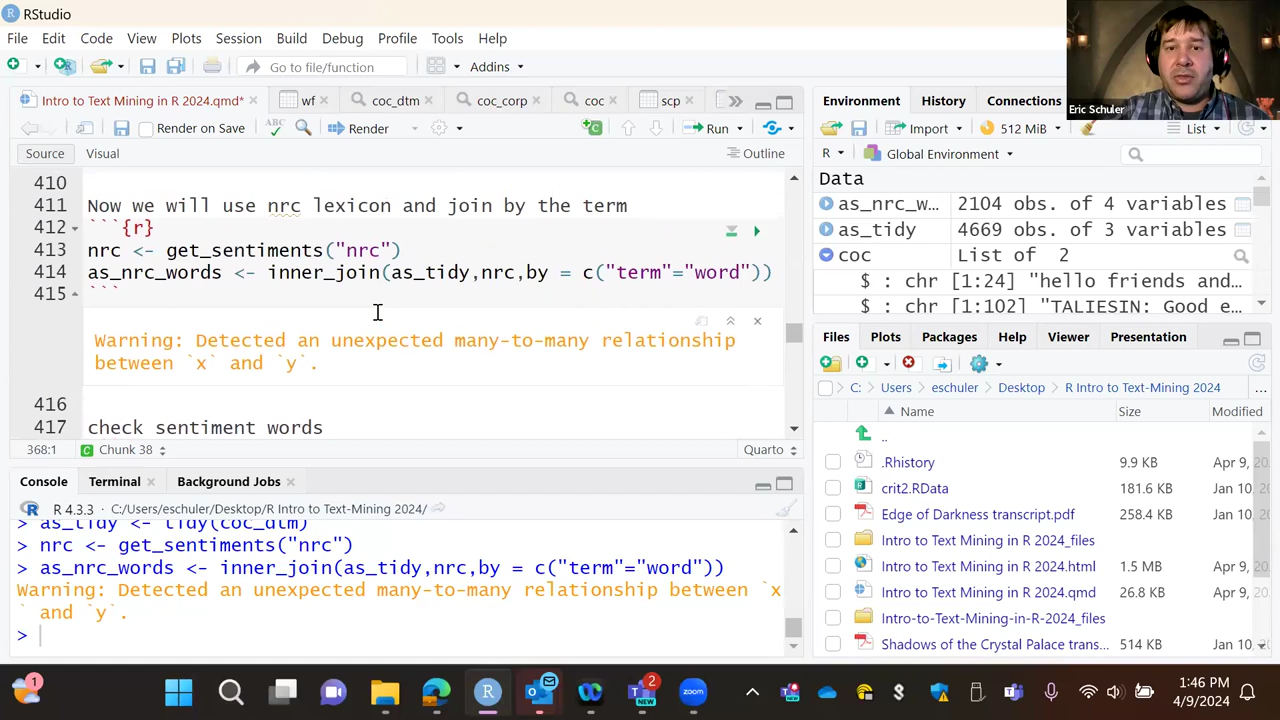 RStudio
File Edit Code View Plots Session Build Debug Profile Tools Help
Go to file/function Addins
Eric Schuler
Intro to Text Mining in R 2024.qmd* wf coc_dtm coc_corp coc scp
Render on Save ABC Render Run
Source Visual Outline
410
411 Now we will use nrc lexicon and join by the term
412 ```{r}
413 nrc <- get_sentiments("nrc")
414 as_nrc_words <- inner_join(as_tidy,nrc,by = c("term"="word"))
415 ```
Warning: Detected an unexpected many-to-many relationship
between `x` and `y`.
416
417 check sentiment words
368:1 Chunk 38 Quarto
Console Terminal Background Jobs
R 4.3.3 . C:/Users/eschuler/Desktop/R Intro to Text-Mining 2024/
> as_tidy <- tidy(coc_dtm)
> nrc <- get_sentiments("nrc")
> as_nrc_words <- inner_join(as_tidy,nrc,by = c("term"="word"))
Warning: Detected an unexpected many-to-many relationship between `x
` and `y`.
>
Environment History Connections
Import 512 MiB List
R Global Environment
Data
as_nrc_w… 2104 obs. of 4 variables
as_tidy 4669 obs. of 3 variables
coc List of 2
$ : chr [1:24] "hello friends and…
$ : chr [1:102] "TALIESIN: Good e…
Files Plots Packages Help Viewer Presentation
C: Users eschuler Desktop R Intro to Text-Mining 2024 ...
Name Size Modified
..
.Rhistory 9.9 KB Apr 9, 20
crit2.RData 181.6 KB Jan 10,
Edge of Darkness transcript.pdf 258.4 KB Jan 10,
Intro to Text Mining in R 2024_files
Intro to Text Mining in R 2024.html 1.5 MB Apr 9, 20
Intro to Text Mining in R 2024.qmd 26.8 KB Apr 9, 20
Intro-to-Text-Mining-in-R-2024_files
Shadows of the Crystal Palace trans... 514 KB Jan 10,
1 2 NEW zoom
1:46 PM
4/9/2024